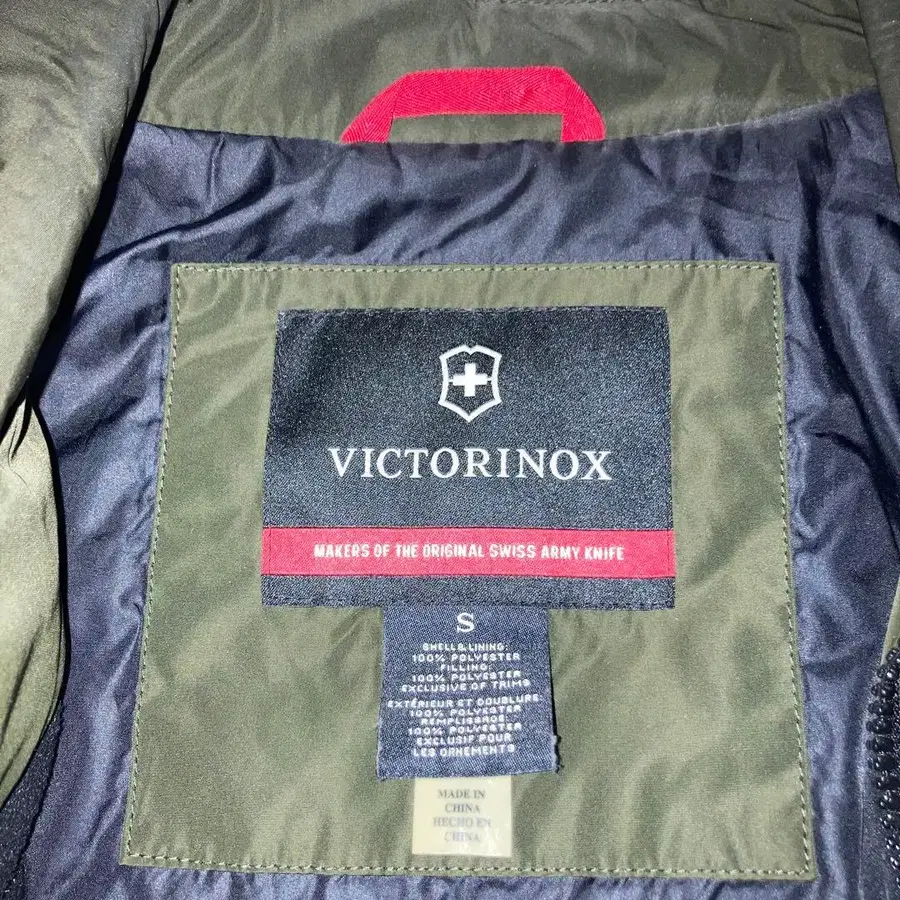 VICTORINOX
MAKERS OF THE ORIGINAL SWISS ARMY KNIFE
S
SHELL & LINING:
100% POLYESTER
FILLING:
100% POLYESTER
EXCLUSIVE OF TRIMS
EXTÉRIEUR ET DOUBLURE:
100% POLYESTER
REMPLISSAGE:
100% POLYESTER
EXCLUSIF POUR
LES ORNEMENTS
MADE IN
CHINA
HECHO EN
CHINA